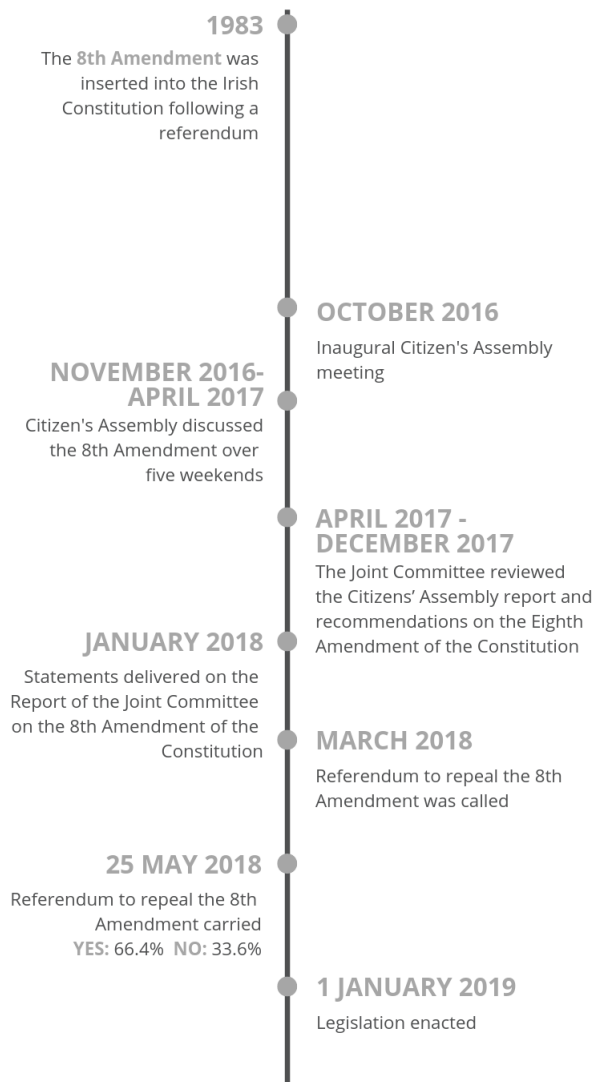 1983
The 8th Amendment was
inserted into the Irish
Constitution following a
referendum
OCTOBER 2016
Inaugural Citizen's Assembly
meeting
NOVEMBER 2016-
APRIL 2017
Citizen's Assembly discussed
the 8th Amendment over
five weekends
APRIL 2017 -
DECEMBER 2017
The Joint Committee reviewed
the Citizens’ Assembly report and
recommendations on the Eighth
Amendment of the Constitution
JANUARY 2018
Statements delivered on the
Report of the Joint Committee
on the 8th Amendment of the
Constitution
MARCH 2018
Referendum to repeal the 8th
Amendment was called
25 MAY 2018
Referendum to repeal the 8th
Amendment carried
YES: 66.4% NO: 33.6%
1 JANUARY 2019
Legislation enacted